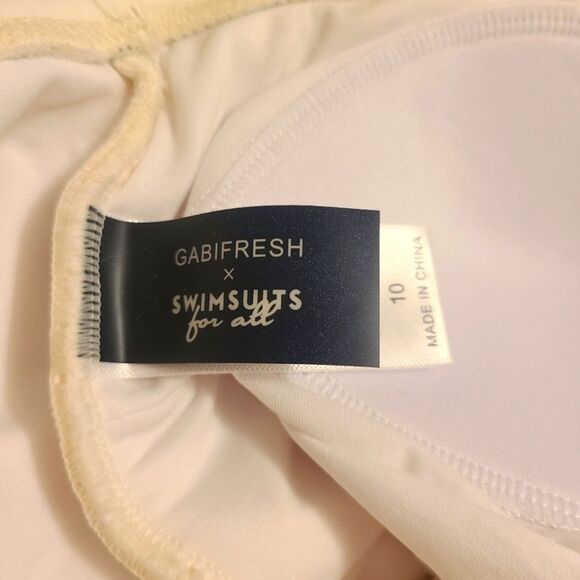 GABIFRESH
×
SWIMSUITS
for all
10
MADE IN CHINA